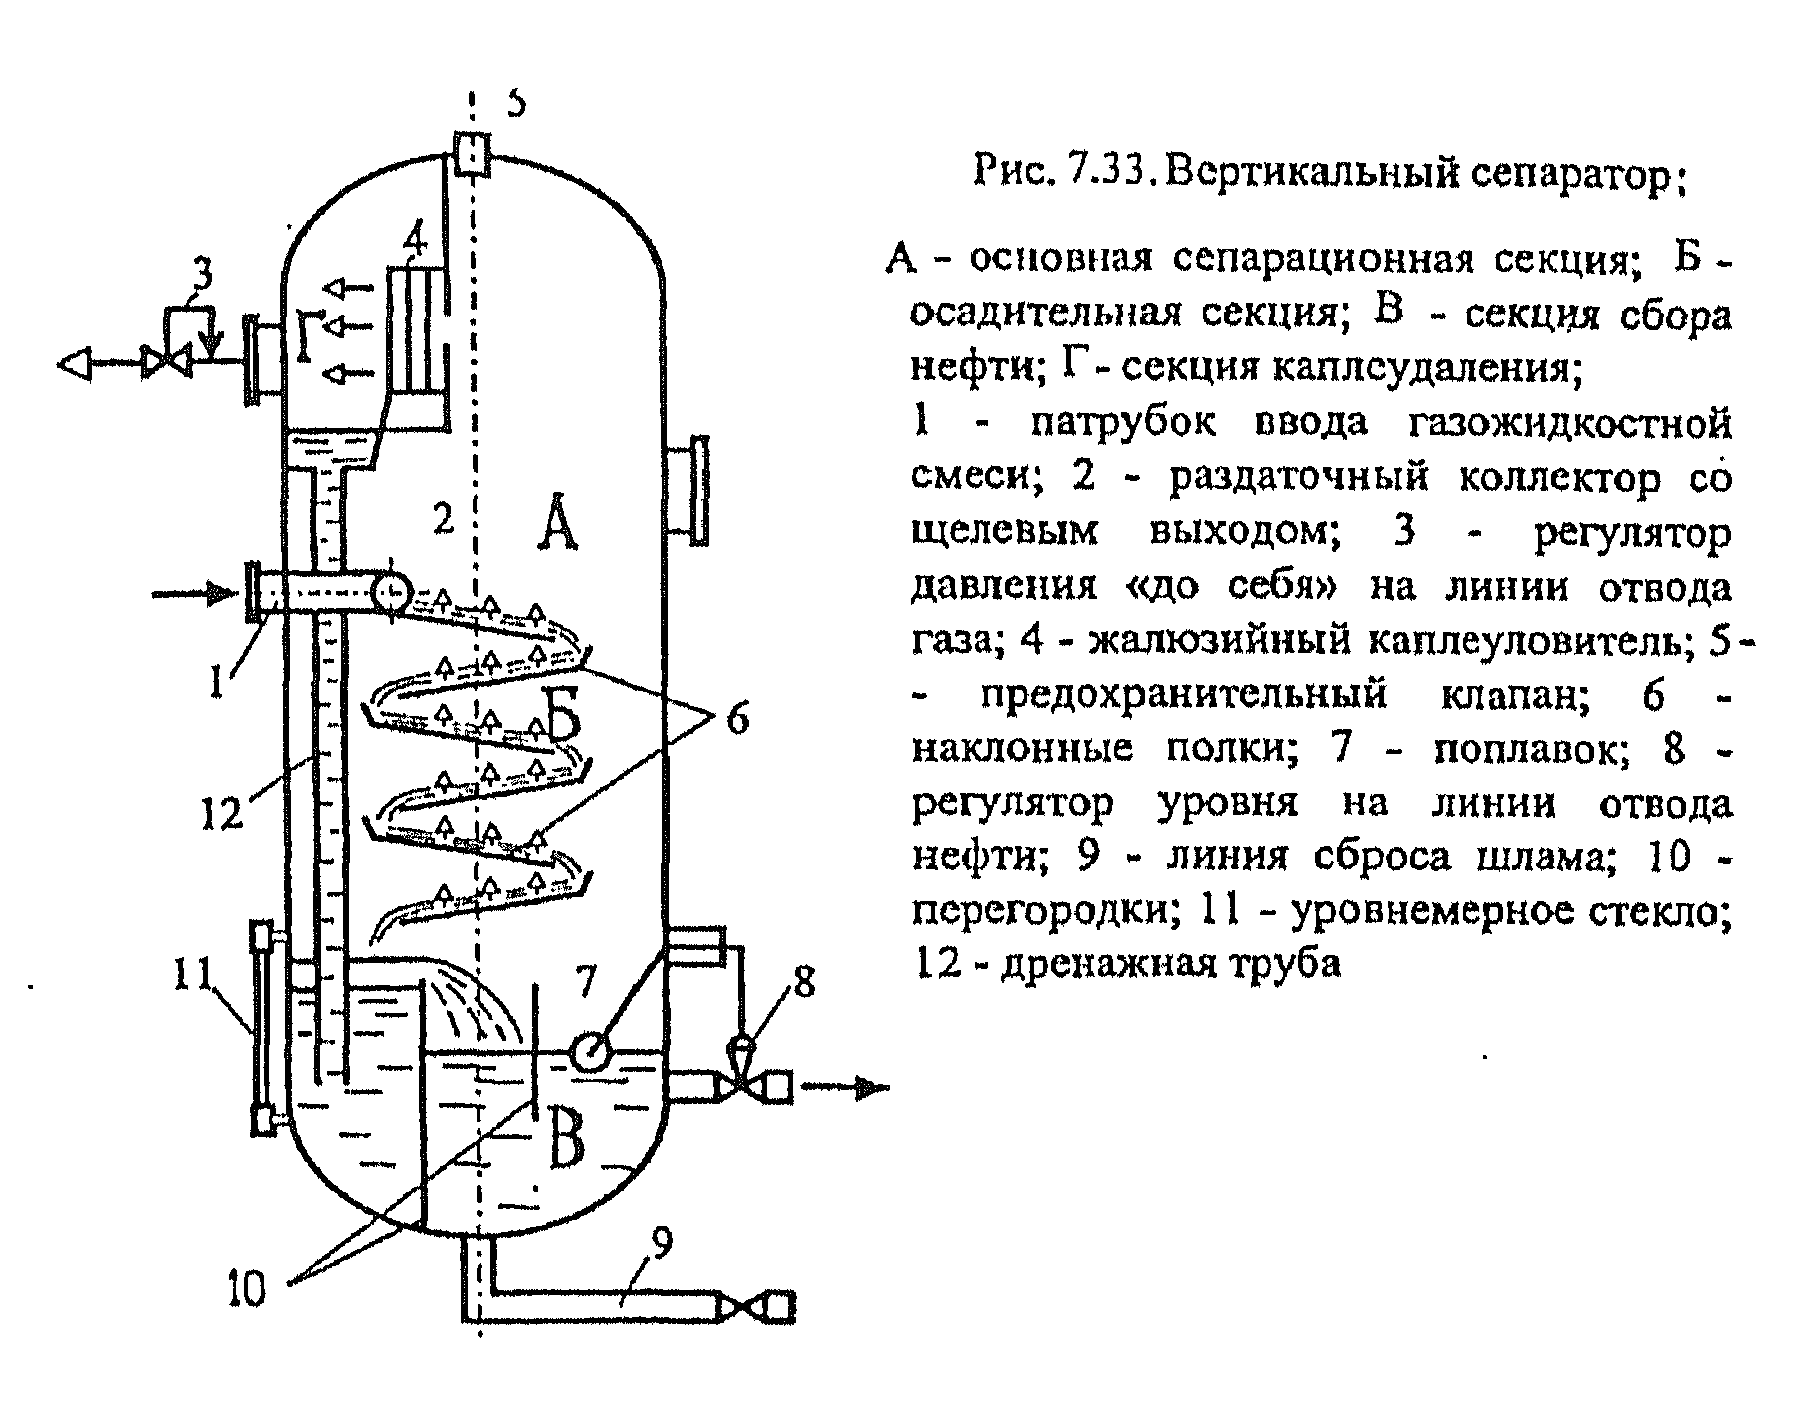 5
Рис. 7.33. Вертикальный сепаратор;
А - основная сепарационная секция; Б -
осадительная секция; В - секция сбора
нефти; Г - секция каплеудаления;
1 - патрубок ввода газожидкостной
смеси; 2 - раздаточный коллектор со
щелевым выходом; 3 - регулятор
давления «до себя» на линии отвода
газа; 4 - жалюзийный каплеуловитель; 5 -
- предохранительный клапан; 6 -
наклонные полки; 7 - поплавок; 8 -
регулятор уровня на линии отвода
нефти; 9 - линия сброса шлама; 10 -
перегородки; 11 - уровнемерное стекло;
12 - дренажная труба
4
3
Г
2
А
1
Б
6
12
11
7
8
В
10
9